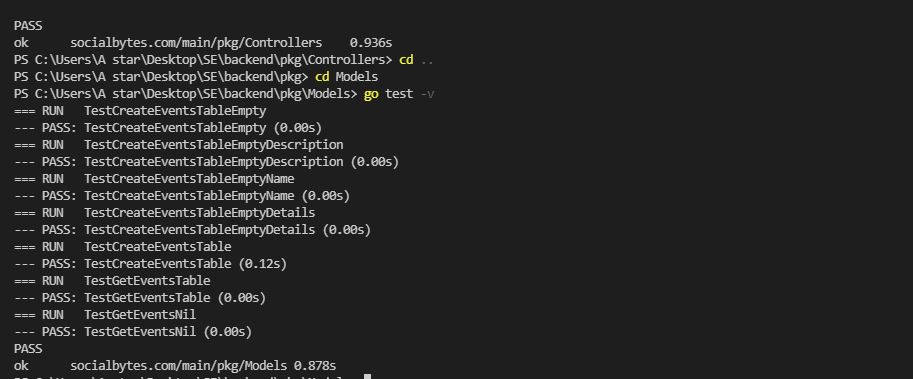 PASS
ok      socialbytes.com/main/pkg/Controllers    0.936s
PS C:\Users\A star\Desktop\SE\backend\pkg\Controllers> cd ..
PS C:\Users\A star\Desktop\SE\backend\pkg> cd Models
PS C:\Users\A star\Desktop\SE\backend\pkg\Models> go test -v
=== RUN   TestCreateEventsTableEmpty
--- PASS: TestCreateEventsTableEmpty (0.00s)
=== RUN   TestCreateEventsTableEmptyDescription
--- PASS: TestCreateEventsTableEmptyDescription (0.00s)
=== RUN   TestCreateEventsTableEmptyName
--- PASS: TestCreateEventsTableEmptyName (0.00s)
=== RUN   TestCreateEventsTableEmptyDetails
--- PASS: TestCreateEventsTableEmptyDetails (0.00s)
=== RUN   TestCreateEventsTable
--- PASS: TestCreateEventsTable (0.12s)
=== RUN   TestGetEventsTable
--- PASS: TestGetEventsTable (0.00s)
=== RUN   TestGetEventsNil
--- PASS: TestGetEventsNil (0.00s)
PASS
ok      socialbytes.com/main/pkg/Models 0.878s